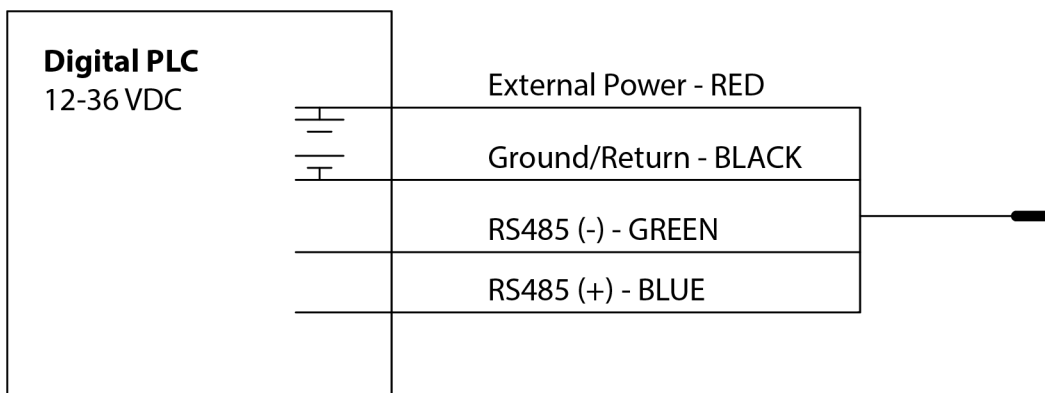 Digital PLC
12-36 VDC
External Power - RED
Ground/Return - BLACK
RS485 (-) - GREEN
RS485 (+) - BLUE